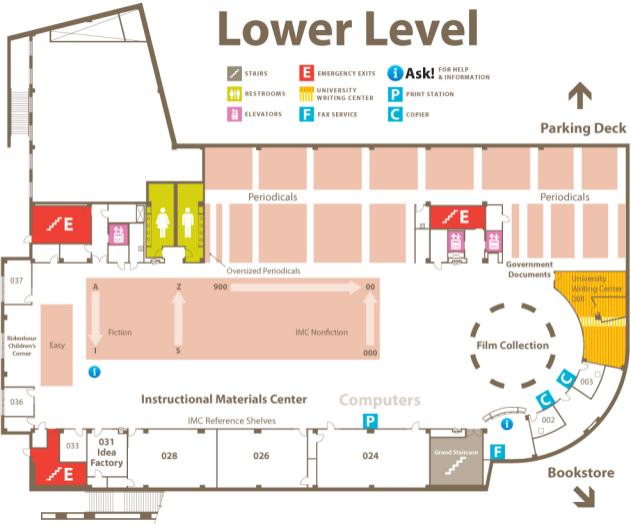 Lower Level
STAIRS
EMERGENCY EXITS
Ask! FOR HELP
& INFORMATION
RESTROOMS
UNIVERSITY
WRITING CENTER
PRINT STATION
ELEVATORS
FAX SERVICE
COPIER
E
i
P
F
C
Parking Deck
Periodicals
Periodicals
E
E
Oversized Periodicals
Government
Documents
University
Writing Center
008
037
A
Z
900
00
Fiction
IMC Nonfiction
I
S
000
Easy
Ridenhour
Children's
Corner
i
036
Film Collection
C
C
003
002
i
F
Instructional Materials Center
Computers
IMC Reference Shelves
P
033
031
Idea
Factory
028
026
024
Grand Staircase
E
Bookstore